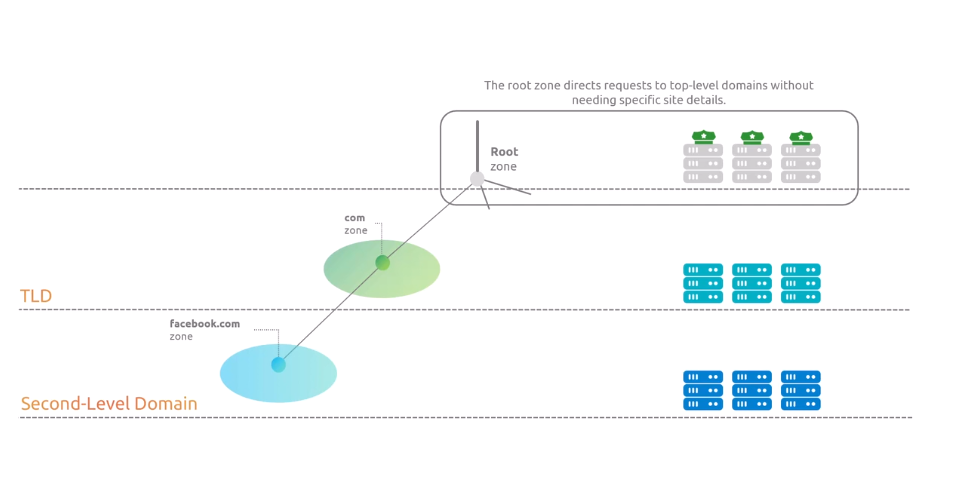 The root zone directs requests to top-level domains without
needing specific site details.
Root
zone
com
zone
TLD
facebook.com
zone
Second-Level Domain